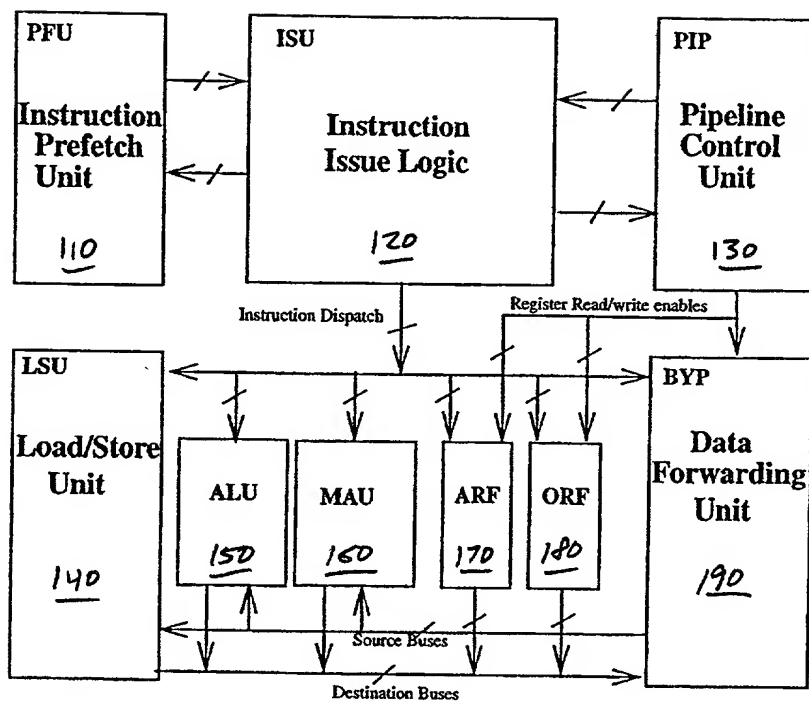 PFU
Instruction
Prefetch
Unit
110
ISU
Instruction
Issue Logic
120
PIP
Pipeline
Control
Unit
130
Instruction Dispatch
Register Read/write enables
LSU
Load/Store
Unit
140
ALU
150
MAU
160
ARF
170
ORF
180
BYP
Data
Forwarding
Unit
190
Source Buses
Destination Buses